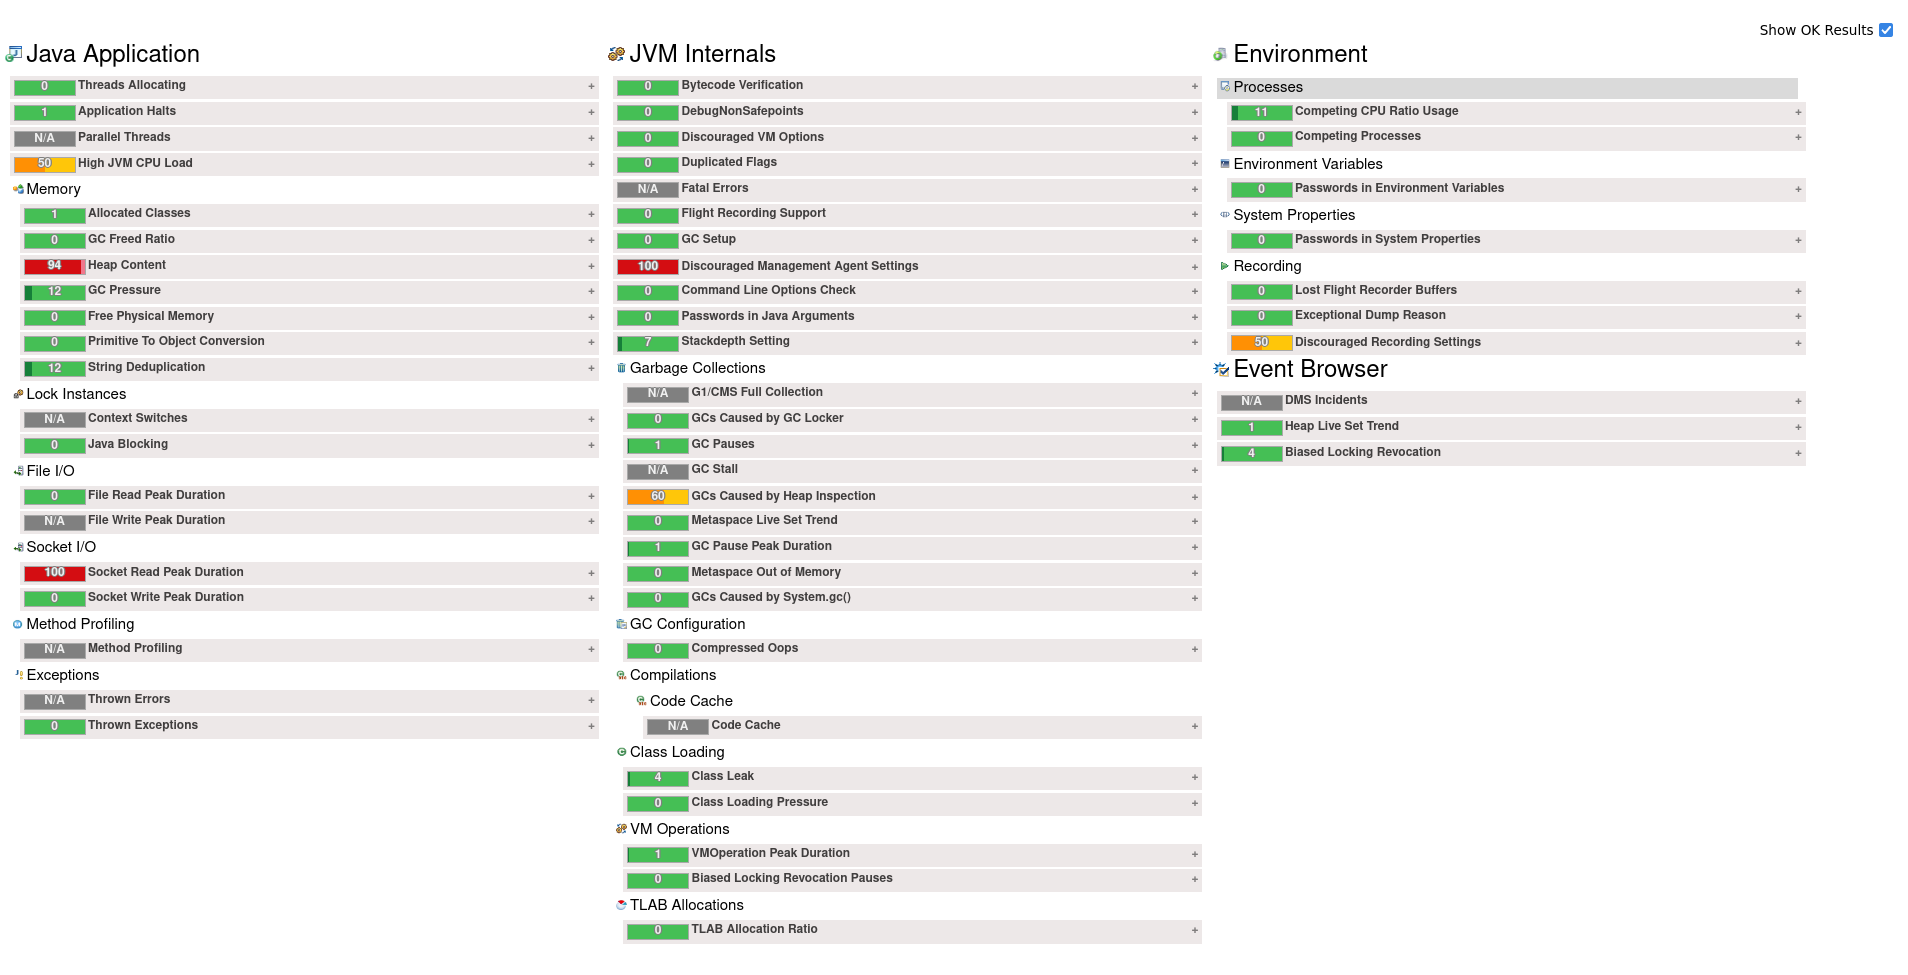 Show OK Results
Java Application
0 Threads Allocating +
1 Application Halts +
N/A Parallel Threads +
50 High JVM CPU Load +
Memory
1 Allocated Classes +
0 GC Freed Ratio +
94 Heap Content +
12 GC Pressure +
0 Free Physical Memory +
0 Primitive To Object Conversion +
12 String Deduplication +
Lock Instances
N/A Context Switches +
0 Java Blocking +
File I/O
0 File Read Peak Duration +
N/A File Write Peak Duration +
Socket I/O
100 Socket Read Peak Duration +
0 Socket Write Peak Duration +
Method Profiling
N/A Method Profiling +
Exceptions
N/A Thrown Errors +
0 Thrown Exceptions +
JVM Internals
0 Bytecode Verification +
0 DebugNonSafepoints +
0 Discouraged VM Options +
0 Duplicated Flags +
N/A Fatal Errors +
0 Flight Recording Support +
0 GC Setup +
100 Discouraged Management Agent Settings +
0 Command Line Options Check +
0 Passwords in Java Arguments +
7 Stackdepth Setting +
Garbage Collections
N/A G1/CMS Full Collection +
0 GCs Caused by GC Locker +
1 GC Pauses +
N/A GC Stall +
60 GCs Caused by Heap Inspection +
0 Metaspace Live Set Trend +
1 GC Pause Peak Duration +
0 Metaspace Out of Memory +
0 GCs Caused by System.gc() +
GC Configuration
0 Compressed Oops +
Compilations
Code Cache
N/A Code Cache +
Class Loading
4 Class Leak +
0 Class Loading Pressure +
VM Operations
1 VMOperation Peak Duration +
0 Biased Locking Revocation Pauses +
TLAB Allocations
0 TLAB Allocation Ratio +
Environment
Processes
11 Competing CPU Ratio Usage +
0 Competing Processes +
Environment Variables
0 Passwords in Environment Variables +
System Properties
0 Passwords in System Properties +
Recording
0 Lost Flight Recorder Buffers +
0 Exceptional Dump Reason +
50 Discouraged Recording Settings +
Event Browser
N/A DMS Incidents +
1 Heap Live Set Trend +
4 Biased Locking Revocation +